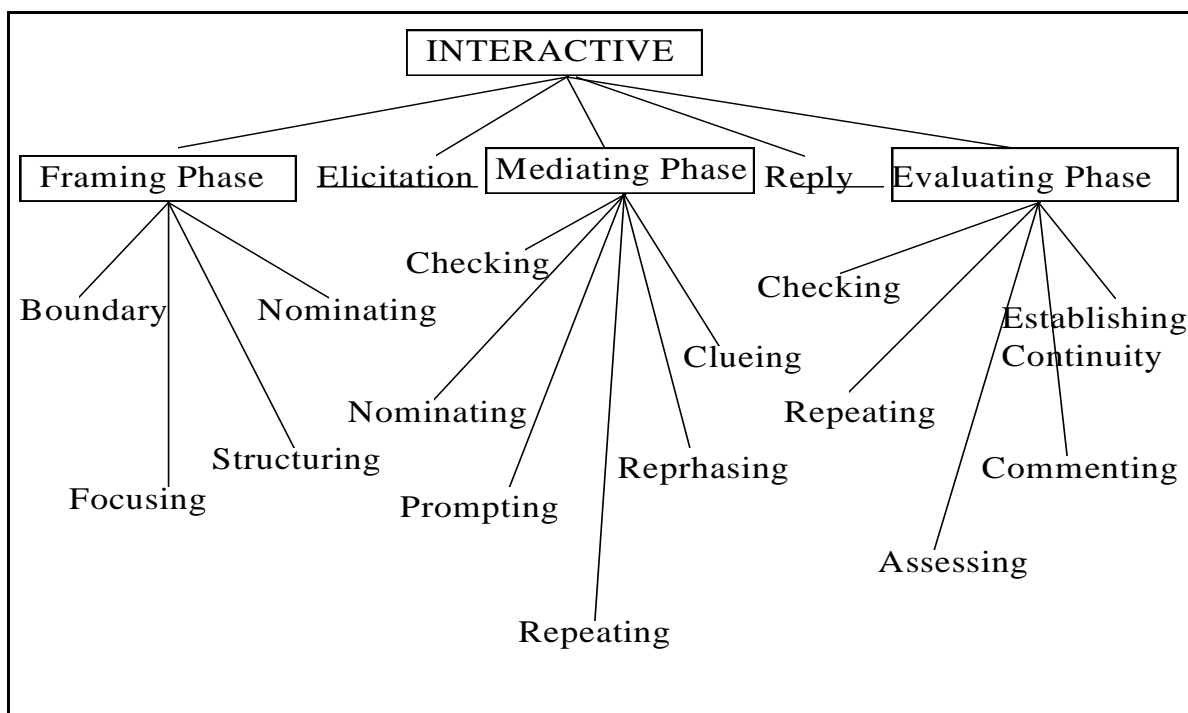 INTERACTIVE
Framing Phase
Elicitation
Mediating Phase
Reply
Evaluating Phase
Boundary
Nominating
Structuring
Focusing
Checking
Clueing
Nominating
Reprhasing
Prompting
Repeating
Checking
Establishing
Continuity
Repeating
Commenting
Assessing